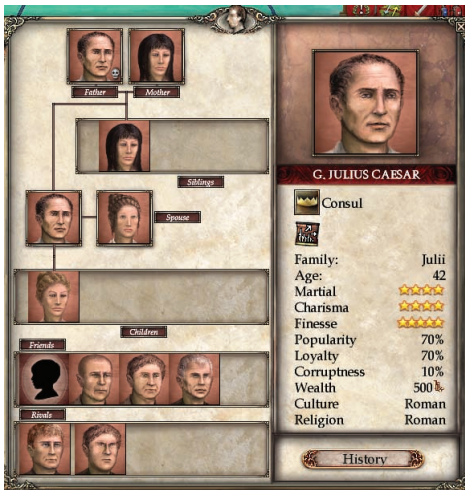 Father
Mother
Siblings
Spouse
Children
Friends
Rivals
G. JULIUS CAESAR
Consul
Family: Julii
Age: 42
Martial
Charisma
Finesse
Popularity 70%
Loyalty 70%
Corruptness 10%
Wealth 500
Culture Roman
Religion Roman
History